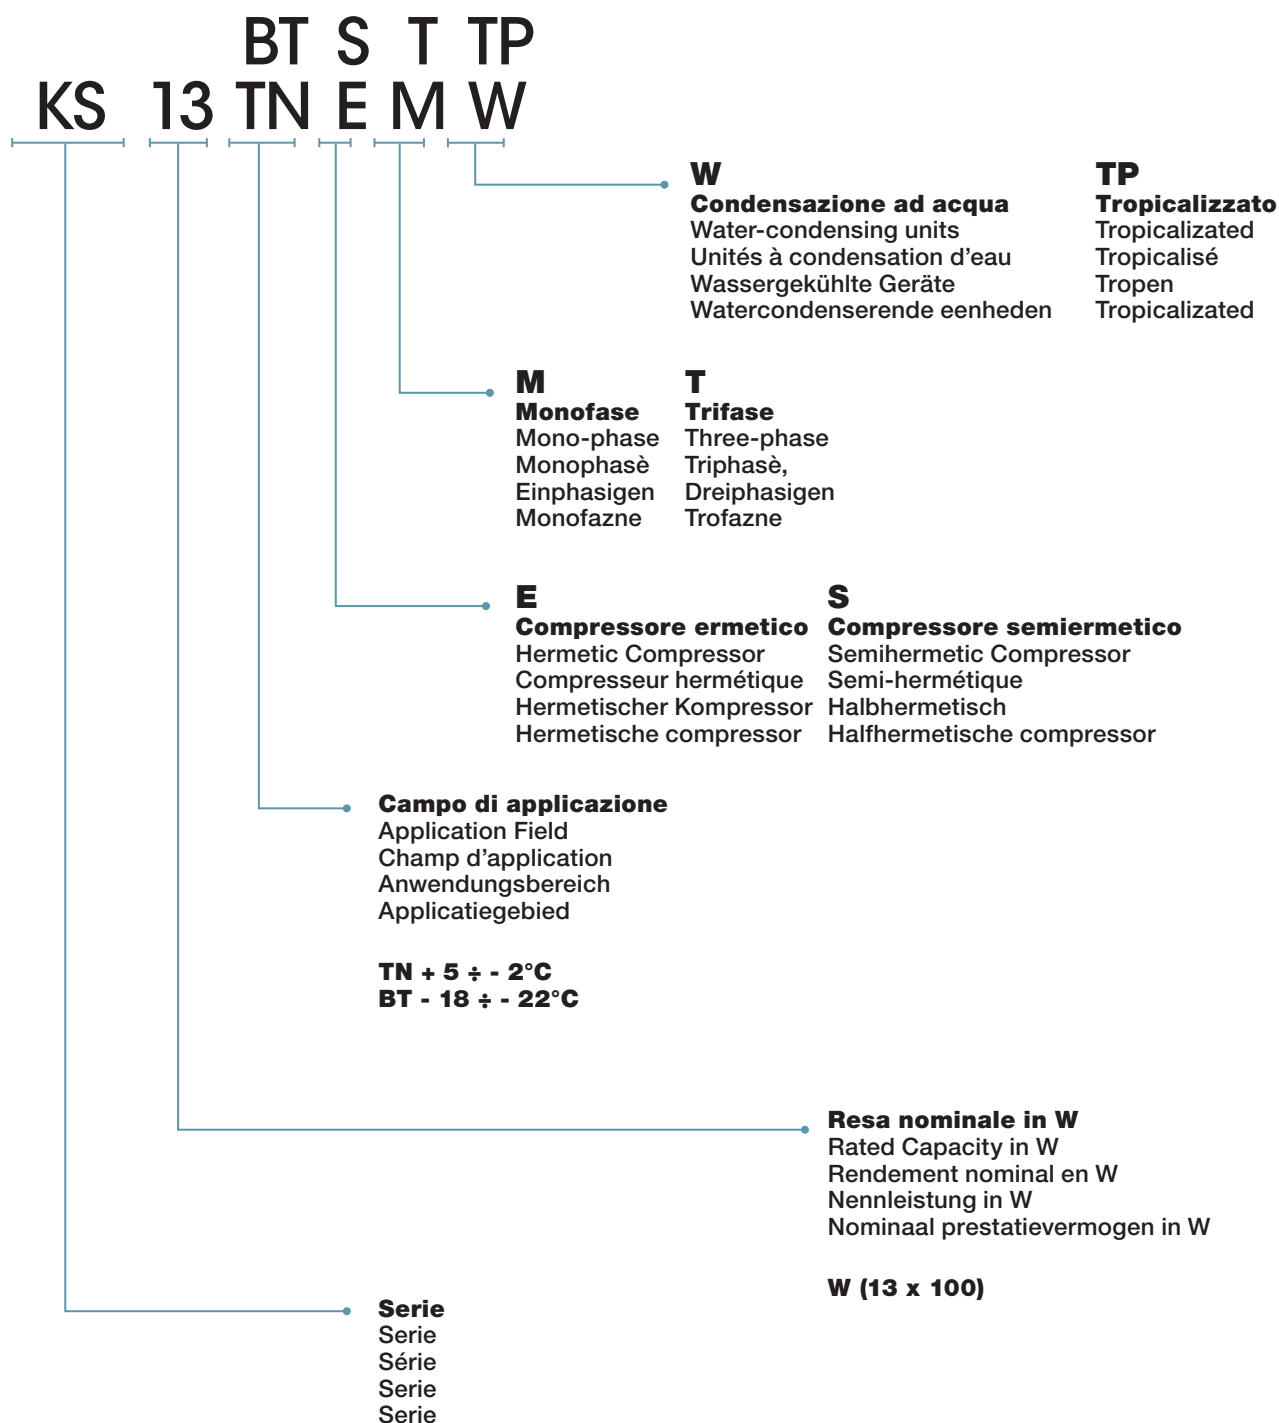 BT S T TP
KS 13 TN E M W
W
Condensazione ad acqua
Water-condensing units
Unités à condensation d'eau
Wassergekühlte Geräte
Watercondenserende eenheden
TP
Tropicalizzato
Tropicalizated
Tropicalisé
Tropen
Tropicalizated
M
Monofase
Mono-phase
Monophasè
Einphasigen
Monofazne
T
Trifase
Three-phase
Triphasè,
Dreiphasigen
Trofazne
E
Compressore ermetico
Hermetic Compressor
Compresseur hermétique
Hermetischer Kompressor
Hermetische compressor
S
Compressore semiermetico
Semihermetic Compressor
Semi-hermétique
Halbhermetisch
Halfhermetische compressor
Campo di applicazione
Application Field
Champ d'application
Anwendungsbereich
Applicatiegebied
TN + 5 ÷ - 2°C
BT - 18 ÷ - 22°C
Resa nominale in W
Rated Capacity in W
Rendement nominal en W
Nennleistung in W
Nominaal prestatievermogen in W
W (13 x 100)
Serie
Serie
Série
Serie
Serie